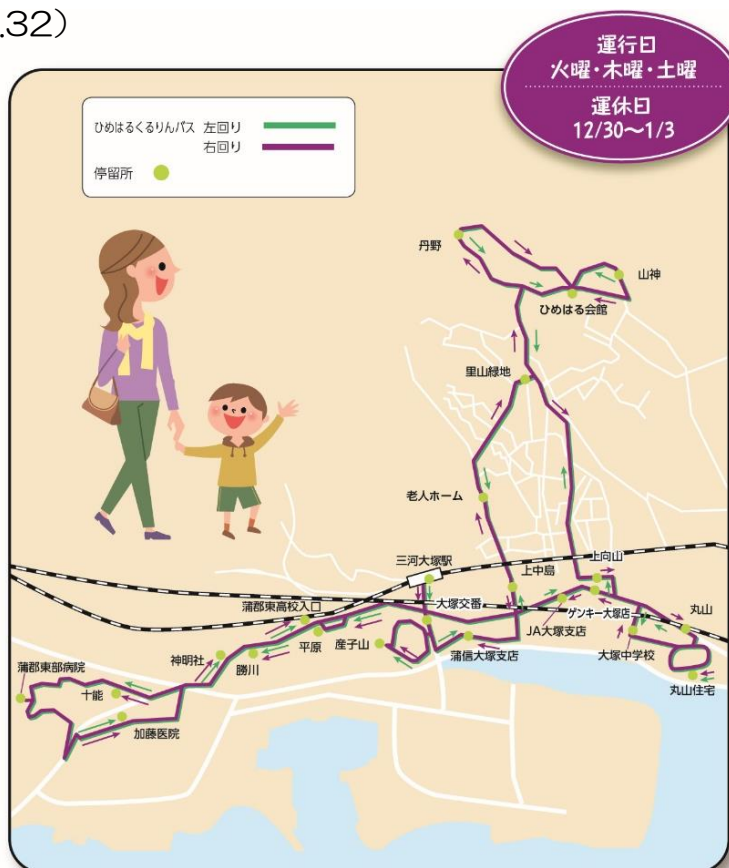 .32)
運行日
火曜・木曜・土曜
運休日
12/30～1/3
ひめはるくるりんバス 左回り
右回り
停留所
丹野
山神
ひめはる会館
里山緑地
老人ホーム
三河大塚駅
上中島
上向山
蒲郡東高校入口
大塚交番
ゲンキー大塚店
丸山
神明社
平原
産子山
JA大塚支店
勝川
蒲信大塚支店
大塚中学校
蒲郡東部病院
十能
丸山住宅
加藤医院